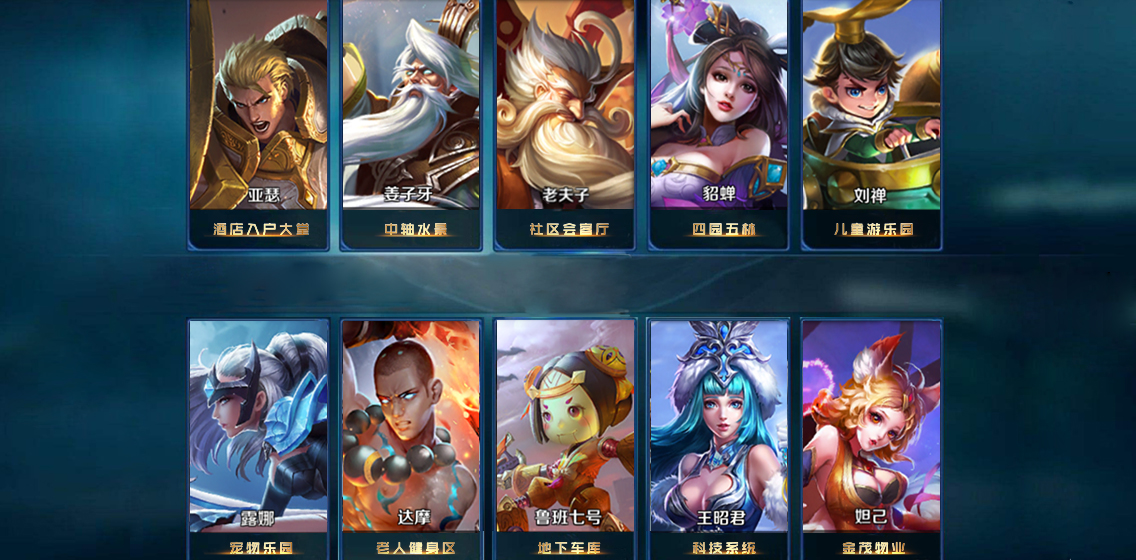 亚瑟
姜子牙
老夫子
貂蝉
刘禅
酒店入户大堂
中轴水景
社区会客厅
四园五林
儿童游乐园
露娜
达摩
鲁班七号
王昭君
妲己
宠物乐园
老人健身区
地下车库
科技系统
金茂物业